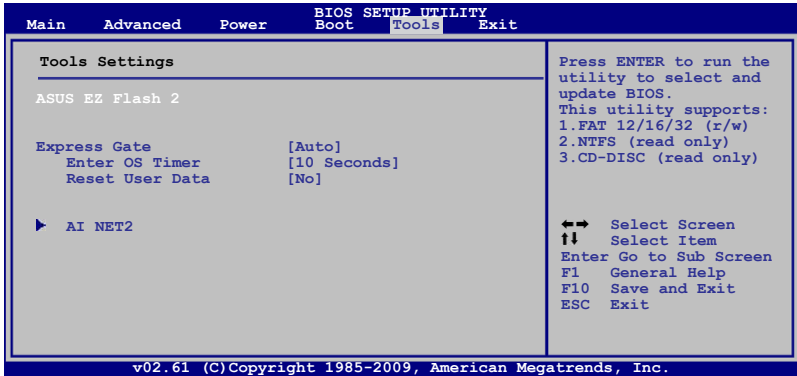 BIOS SETUP UTILITY
Main Advanced Power Boot Tools Exit
Tools Settings
ASUS EZ Flash 2
Express Gate [Auto]
Enter OS Timer [10 Seconds]
Reset User Data [No]
AI NET2
Press ENTER to run the
utility to select and
update BIOS.
This utility supports:
1.FAT 12/16/32 (r/w)
2.NTFS (read only)
3.CD-DISC (read only)
←→ Select Screen
↑↓ Select Item
Enter Go to Sub Screen
F1 General Help
F10 Save and Exit
ESC Exit
v02.61 (C)Copyright 1985-2009, American Megatrends, Inc.